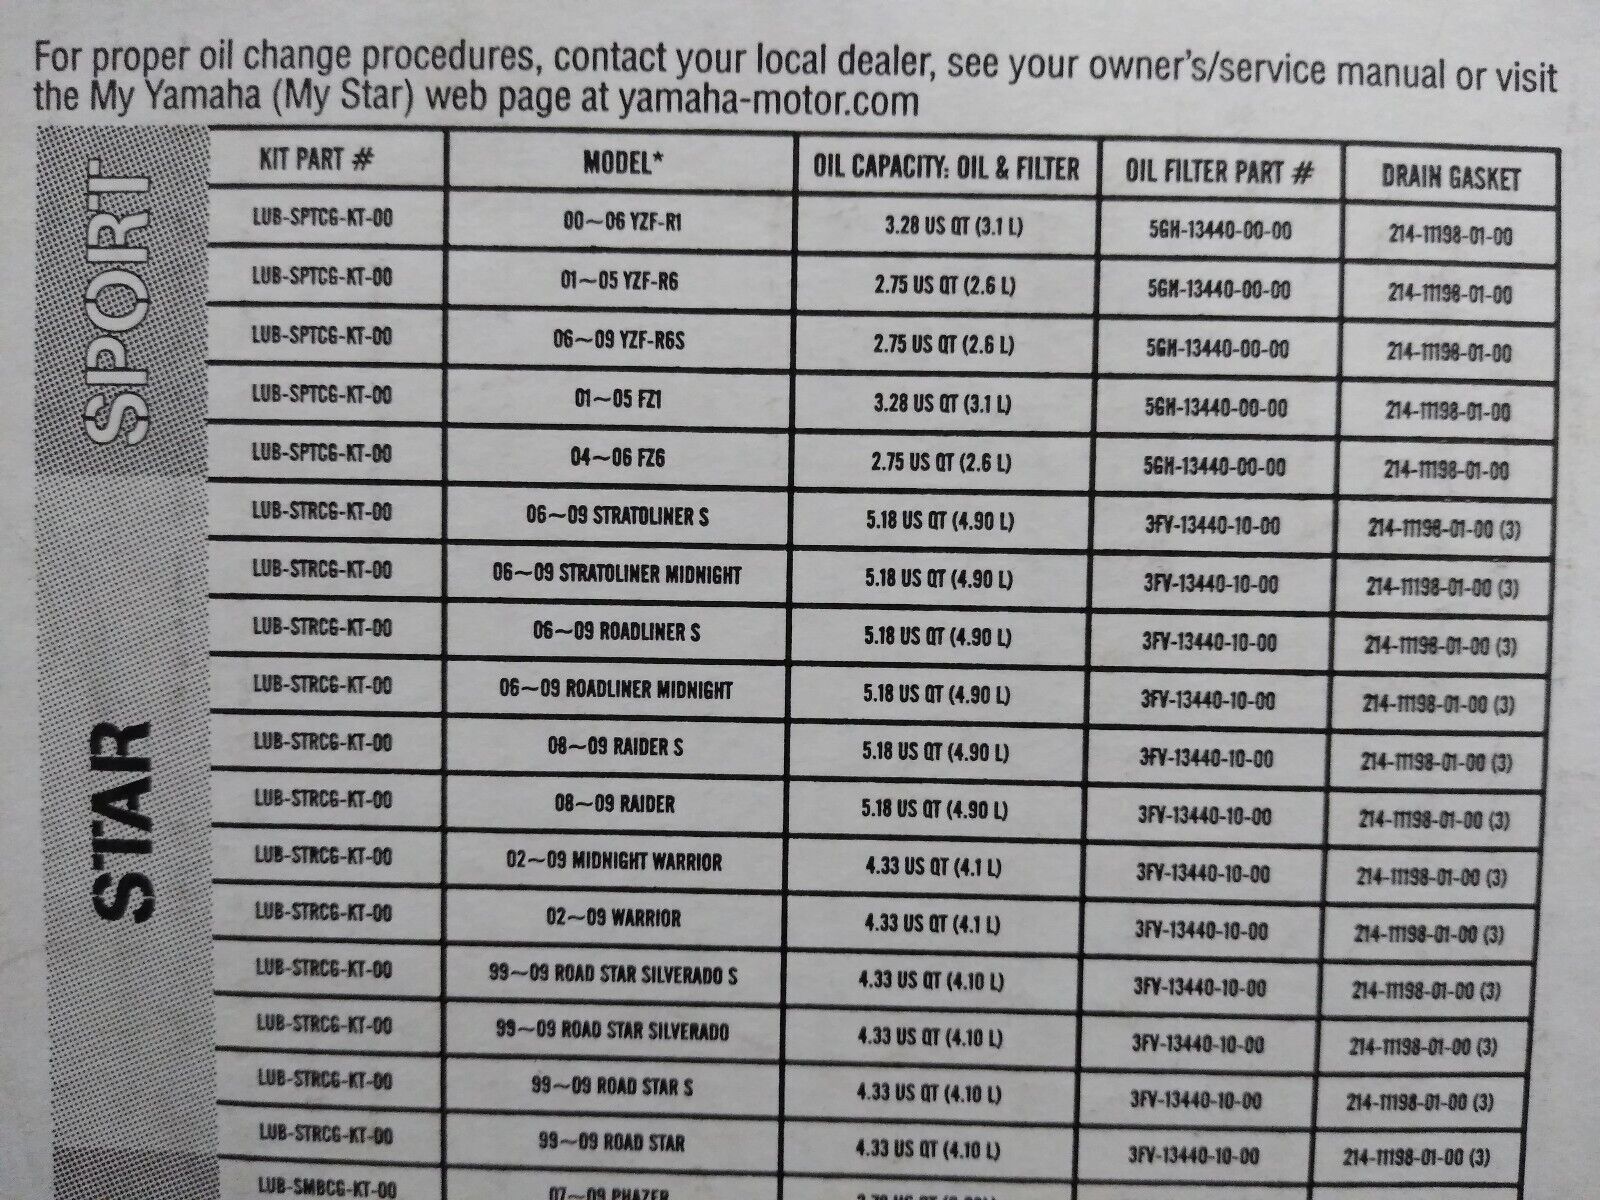 For proper oil change procedures, contact your local dealer, see your owner's/service manual or visit
the My Yamaha (My Star) web page at yamaha-motor.com
KIT PART # MODEL* OIL CAPACITY: OIL & FILTER OIL FILTER PART # DRAIN GASKET
SPORT
LUB-SPTCG-KT-00 00~06 YZF-R1 3.28 US QT (3.1 L) 5GH-13440-00-00 214-11198-01-00
LUB-SPTCG-KT-00 01~05 YZF-R6 2.75 US QT (2.6 L) 5GH-13440-00-00 214-11198-01-00
LUB-SPTCG-KT-00 06~09 YZF-R6S 2.75 US QT (2.6 L) 5GH-13440-00-00 214-11198-01-00
LUB-SPTCG-KT-00 01~05 FZ1 3.28 US QT (3.1 L) 5GH-13440-00-00 214-11198-01-00
LUB-SPTCG-KT-00 04~06 FZ6 2.75 US QT (2.6 L) 5GH-13440-00-00 214-11198-01-00
STAR
LUB-STRCG-KT-00 06~09 STRATOLINER S 5.18 US QT (4.90 L) 3FV-13440-10-00 214-11198-01-00 (3)
LUB-STRCG-KT-00 06~09 STRATOLINER MIDNIGHT 5.18 US QT (4.90 L) 3FV-13440-10-00 214-11198-01-00 (3)
LUB-STRCG-KT-00 06~09 ROADLINER S 5.18 US QT (4.90 L) 3FV-13440-10-00 214-11198-01-00 (3)
LUB-STRCG-KT-00 06~09 ROADLINER MIDNIGHT 5.18 US QT (4.90 L) 3FV-13440-10-00 214-11198-01-00 (3)
LUB-STRCG-KT-00 08~09 RAIDER S 5.18 US QT (4.90 L) 3FV-13440-10-00 214-11198-01-00 (3)
LUB-STRCG-KT-00 08~09 RAIDER 5.18 US QT (4.90 L) 3FV-13440-10-00 214-11198-01-00 (3)
LUB-STRCG-KT-00 02~09 MIDNIGHT WARRIOR 4.33 US QT (4.1 L) 3FV-13440-10-00 214-11198-01-00 (3)
LUB-STRCG-KT-00 02~09 WARRIOR 4.33 US QT (4.1 L) 3FV-13440-10-00 214-11198-01-00 (3)
LUB-STRCG-KT-00 99~09 ROAD STAR SILVERADO S 4.33 US QT (4.10 L) 3FV-13440-10-00 214-11198-01-00 (3)
LUB-STRCG-KT-00 99~09 ROAD STAR SILVERADO 4.33 US QT (4.10 L) 3FV-13440-10-00 214-11198-01-00 (3)
LUB-STRCG-KT-00 99~09 ROAD STAR S 4.33 US QT (4.10 L) 3FV-13440-10-00 214-11198-01-00 (3)
LUB-STRCG-KT-00 99~09 ROAD STAR 4.33 US QT (4.10 L) 3FV-13440-10-00 214-11198-01-00 (3)
LUB-SMBCG-KT-00 07~09 PHAZER